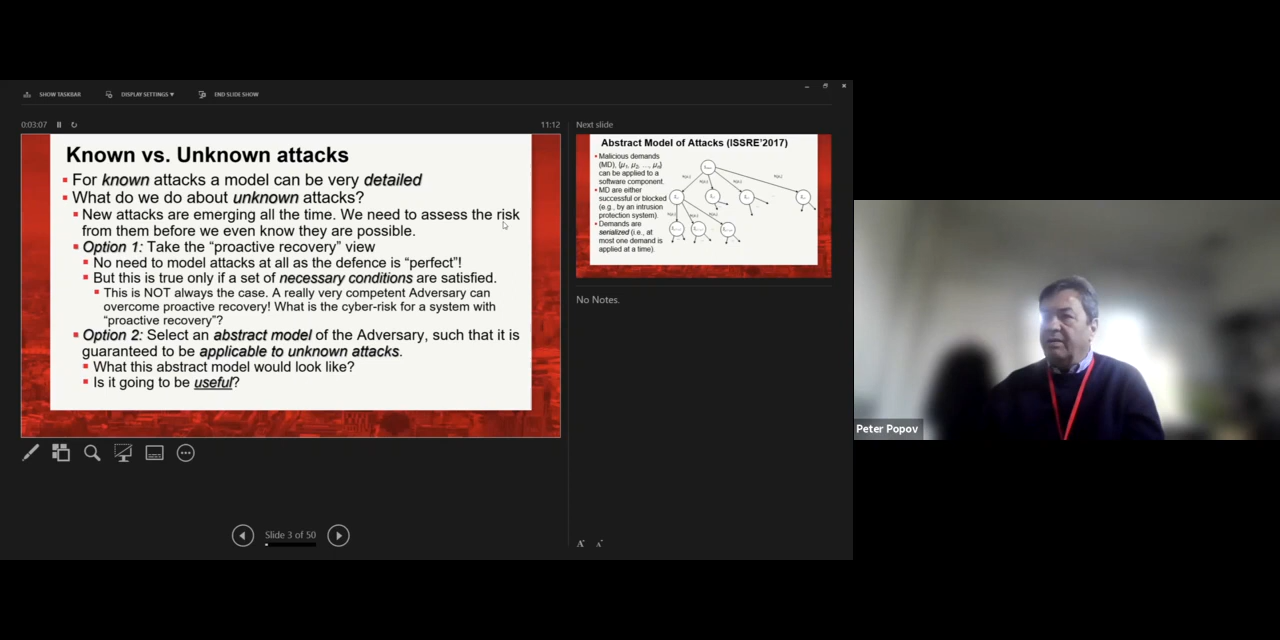 SHOW TASKBAR DISPLAY SETTINGS ▼ END SLIDE SHOW
0:03:07 11:12
Known vs. Unknown attacks
For known attacks a model can be very detailed
What do we do about unknown attacks?
New attacks are emerging all the time. We need to assess the risk
from them before we even know they are possible.
Option 1: Take the “proactive recovery” view
No need to model attacks at all as the defence is “perfect”!
But this is true only if a set of necessary conditions are satisfied.
This is NOT always the case. A really very competent Adversary can
overcome proactive recovery! What is the cyber-risk for a system with
“proactive recovery”?
Option 2: Select an abstract model of the Adversary, such that it is
guaranteed to be applicable to unknown attacks.
What this abstract model would look like?
Is it going to be useful?
Slide 3 of 50
Next slide
Abstract Model of Attacks (ISSRE’2017)
Malicious demands
(MD), {μ1, μ2, ..., μn}
can be applied to a
software component.
MD are either
successful or blocked
(e.g., by an intrusion
protection system).
Demands are
serialized (i.e., at
most one demand is
applied at a time).
No Notes.
A A
Peter Popov